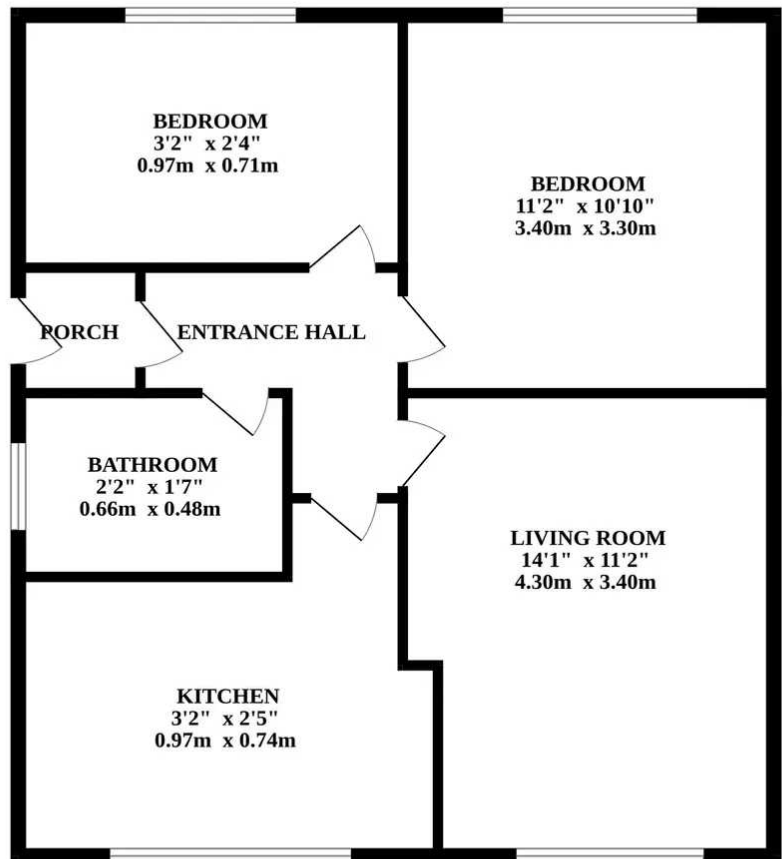 BEDROOM
3'2" x 2'4"
0.97m x 0.71m
BEDROOM
11'2" x 10'10"
3.40m x 3.30m
PORCH
ENTRANCE HALL
BATHROOM
2'2" x 1'7"
0.66m x 0.48m
LIVING ROOM
14'1" x 11'2"
4.30m x 3.40m
KITCHEN
3'2" x 2'5"
0.97m x 0.74m